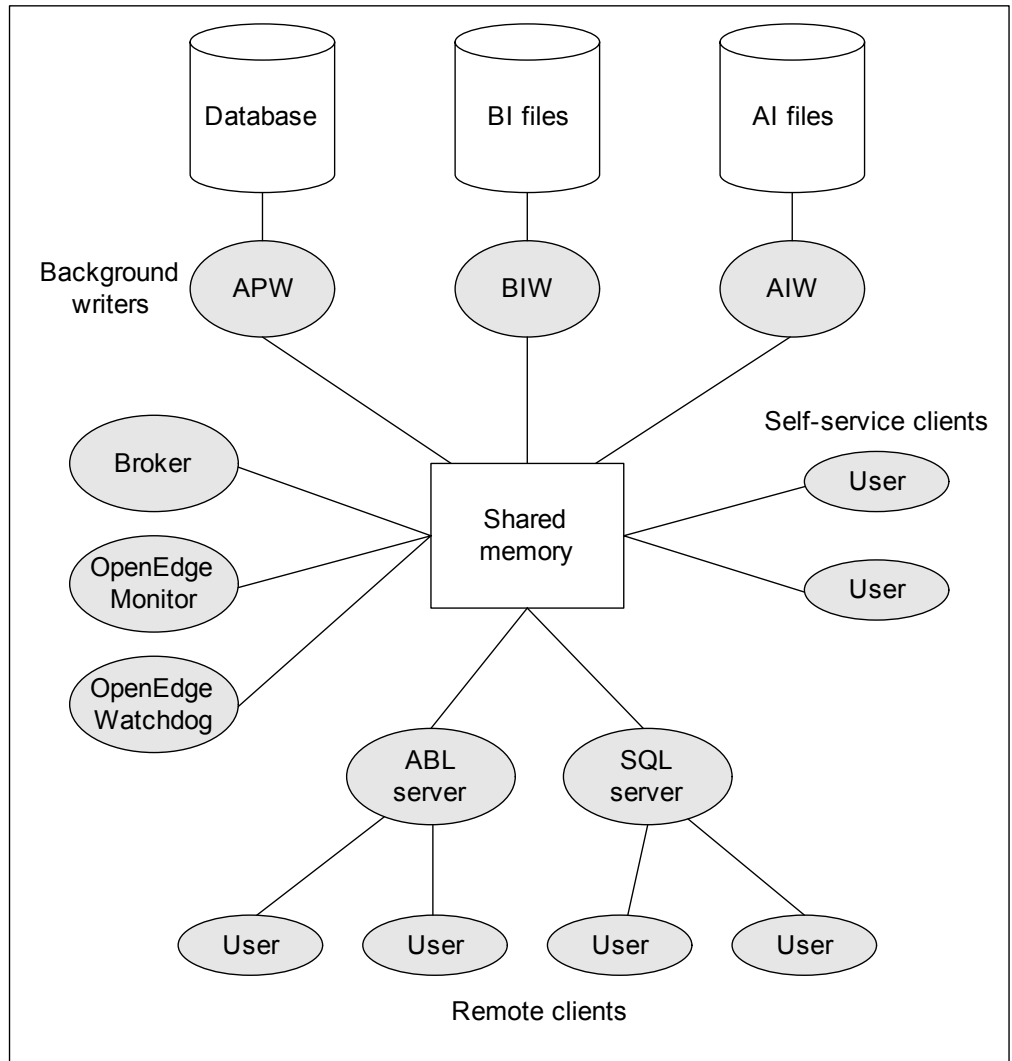 Database
BI files
AI files
Background
writers
APW
BIW
AIW
Self-service clients
Broker
User
Shared
memory
OpenEdge
Monitor
User
OpenEdge
Watchdog
ABL
server
SQL
server
User
User
User
User
Remote clients